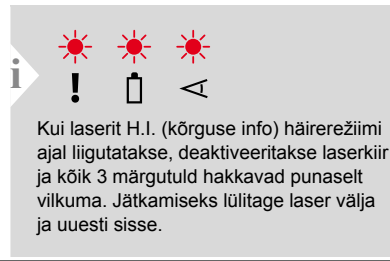 i
!
Kui laserit H.I. (kõrguse info) häirerežiimi
ajal liigutatakse, deaktiveeritakse laserkiir
ja kõik 3 märgutuld hakkavad punaselt
vilkuma. Jätkamiseks lülitage laser välja
ja uuesti sisse.